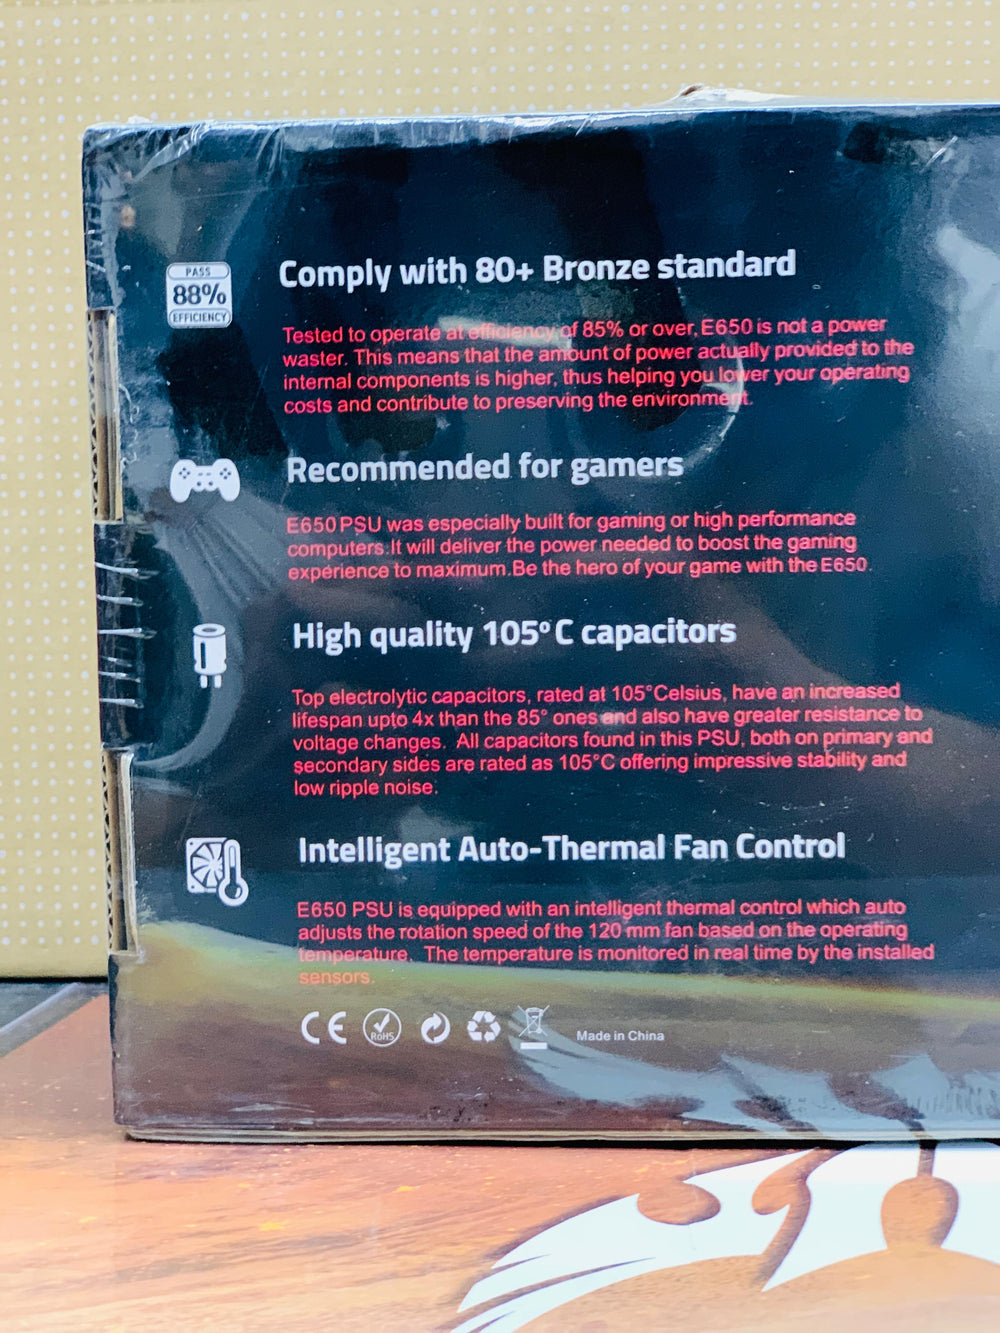 PASS
88%
EFFICIENCY
Comply with 80+ Bronze standard
Tested to operate at efficiency of 85% or over, E650 is not a power
waster. This means that the amount of power actually provided to the
internal components is higher, thus helping you lower your operating
costs and contribute to preserving the environment.
Recommended for gamers
E650 PSU was especially built for gaming or high performance
computers.It will deliver the power needed to boost the gaming
experience to maximum.Be the hero of your game with the E650.
High quality 105°C capacitors
Top electrolytic capacitors, rated at 105°Celsius, have an increased
lifespan upto 4x than the 85° ones and also have greater resistance to
voltage changes. All capacitors found in this PSU, both on primary and
secondary sides are rated as 105°C offering impressive stability and
low ripple noise.
Intelligent Auto-Thermal Fan Control
E650 PSU is equipped with an intelligent thermal control which auto
adjusts the rotation speed of the 120 mm fan based on the operating
temperature. The temperature is monitored in real time by the installed
sensors.
CE RoHS Made in China